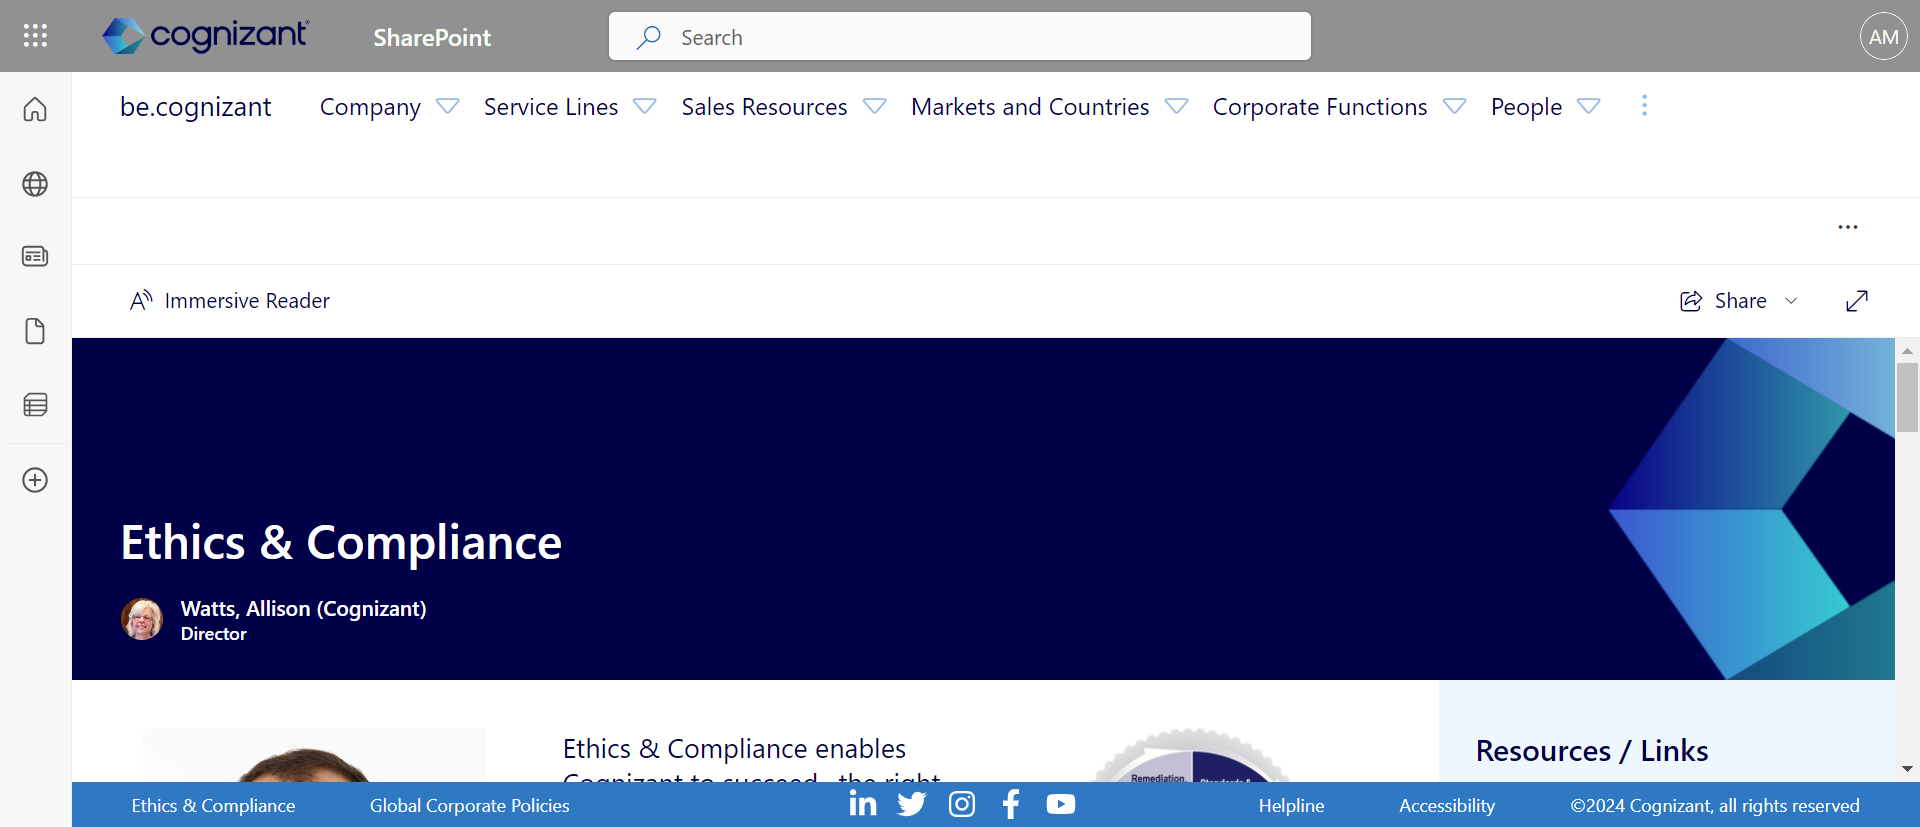 cognizant
SharePoint
Search
AM
be.cognizant
Company
Service Lines
Sales Resources
Markets and Countries
Corporate Functions
People
Immersive Reader
Share
Ethics & Compliance
Watts, Allison (Cognizant)
Director
Ethics & Compliance enables
Cognizant to succeed the right
Remediation,
Standards &
Resources / Links
Ethics & Compliance
Global Corporate Policies
Helpline
Accessibility
©2024 Cognizant, all rights reserved